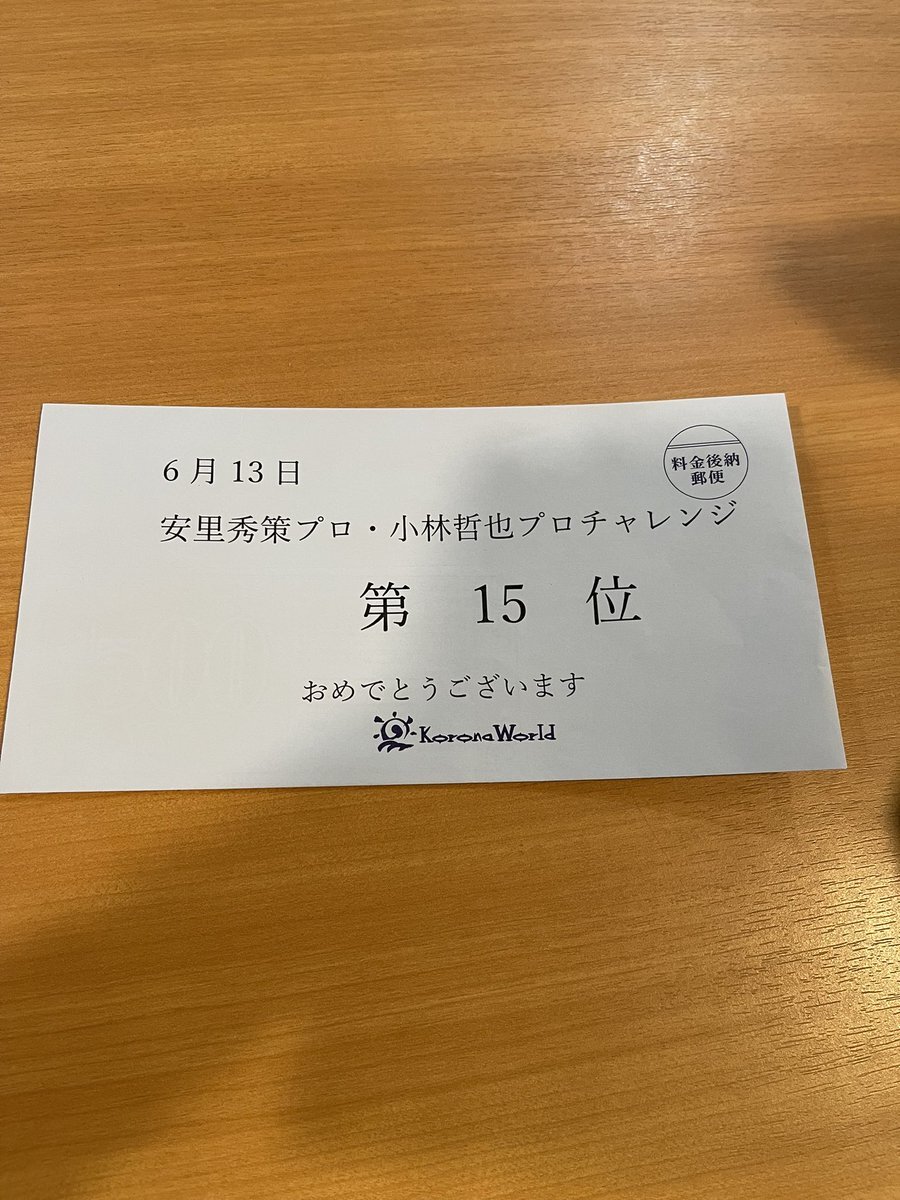 6月13日
料金後納
郵便
安里秀策プロ・小林哲也プロチャレンジ
第 15 位
おめでとうございます
KoronaWorld